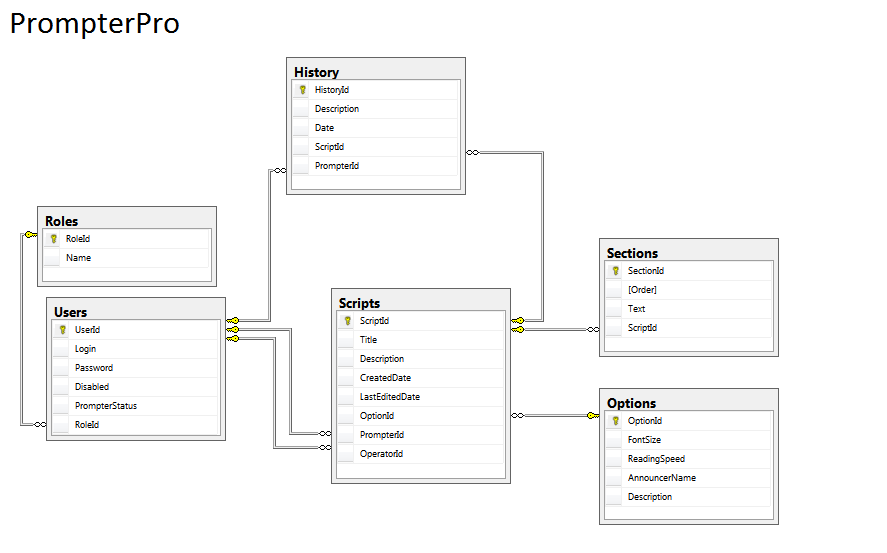 PrompterPro
History
HistoryId
Description
Date
ScriptId
PrompterId
Roles
RoleId
Name
Users
UserId
Login
Password
Disabled
PrompterStatus
RoleId
Scripts
ScriptId
Title
Description
CreatedDate
LastEditedDate
OptionId
PrompterId
OperatorId
Sections
SectionId
[Order]
Text
ScriptId
Options
OptionId
FontSize
ReadingSpeed
AnnouncerName
Description